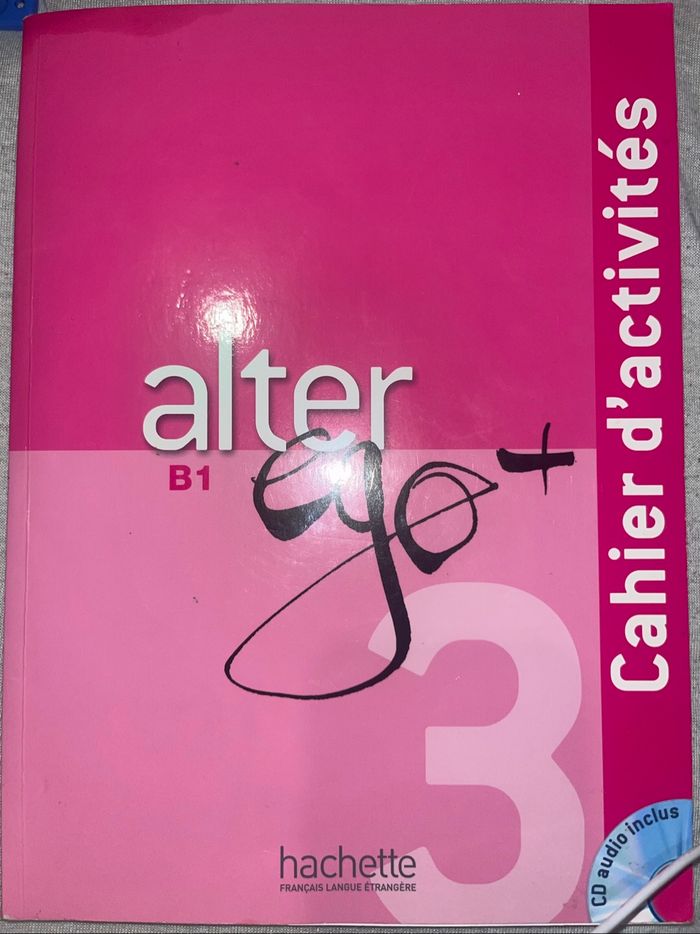 alter
ego +
B1
3
Cahier d'activités
hachette
FRANÇAIS LANGUE ÉTRANGÈRE
CD audio inclus